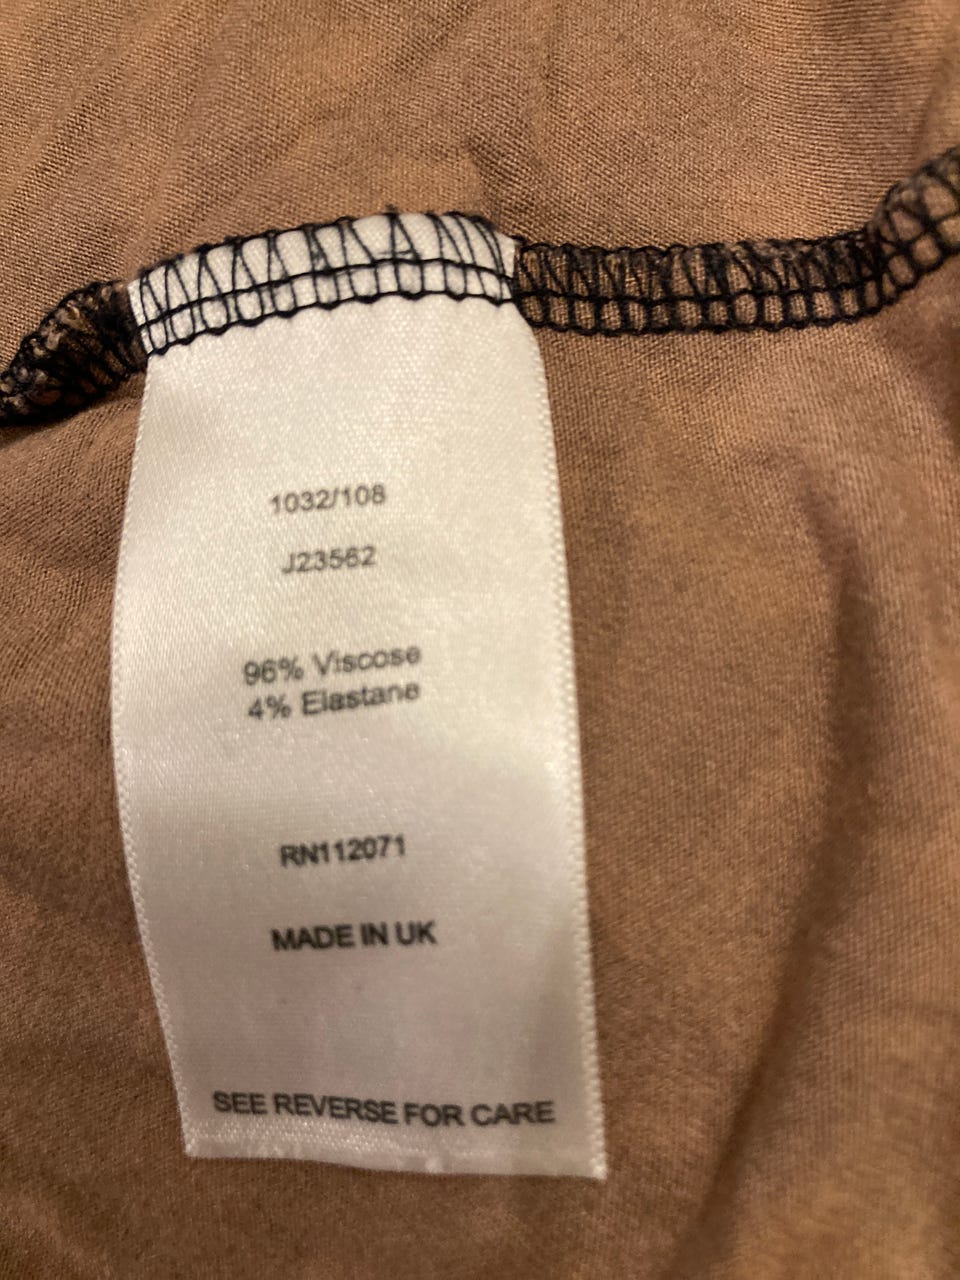 1032/108
J23562
96% Viscose
4% Elastane
RN112071
MADE IN UK
SEE REVERSE FOR CARE